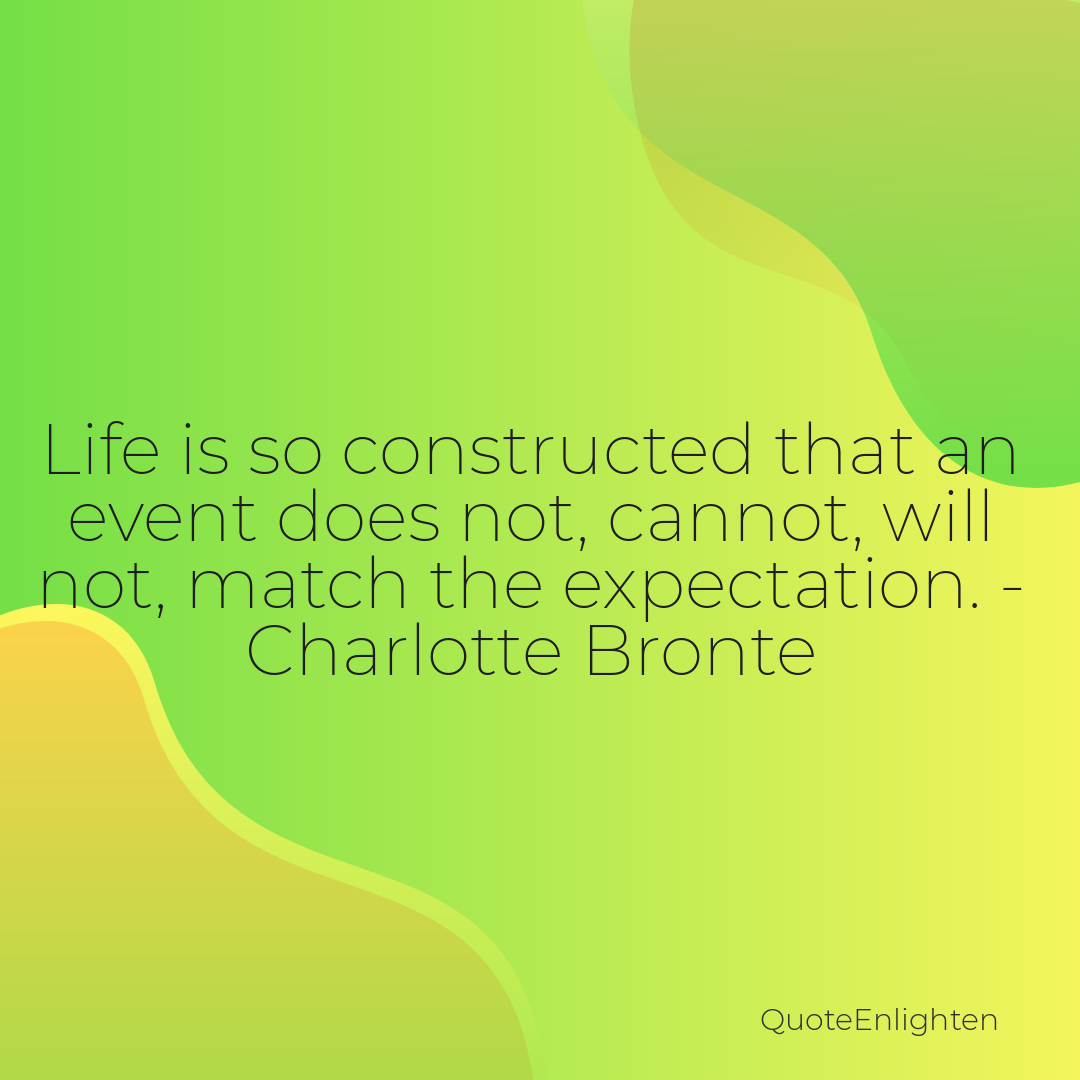 Life is so constructed that an
event does not, cannot, will
not, match the expectation. -
Charlotte Bronte
QuoteEnlighten